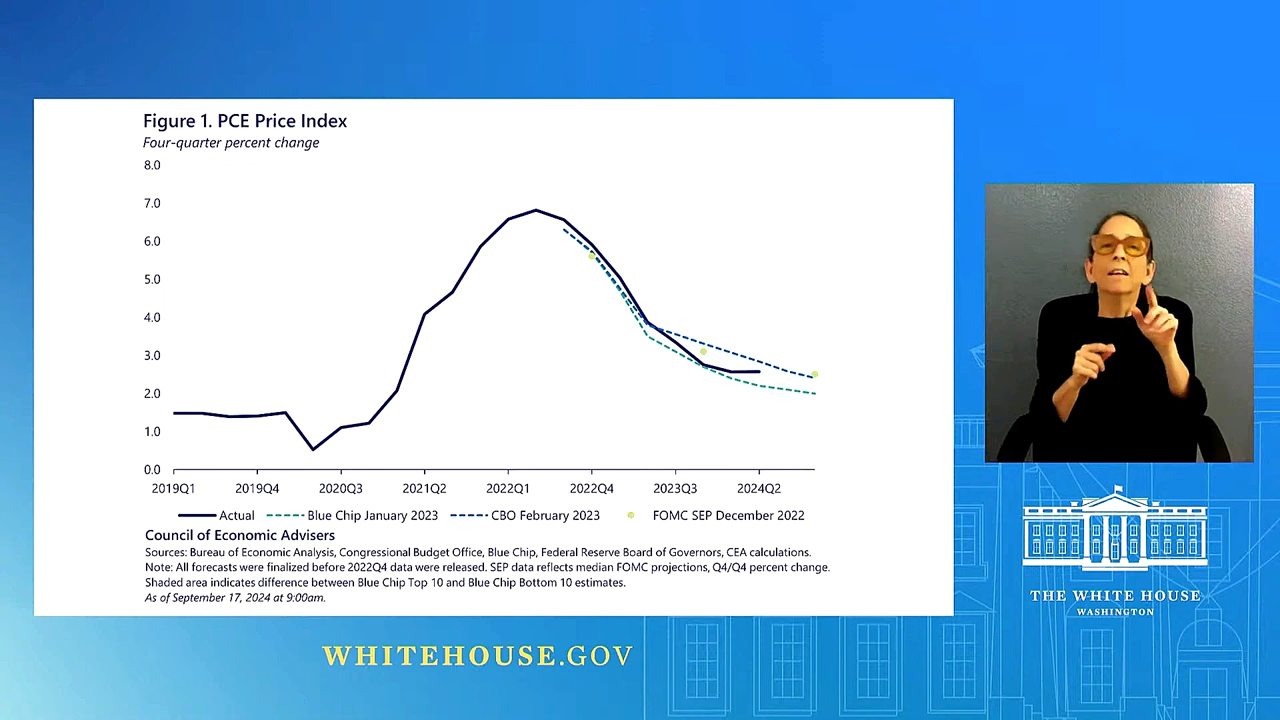 Figure 1. PCE Price Index
Four-quarter percent change
8.0
7.0
6.0
5.0
4.0
3.0
2.0
1.0
0.0
2019Q1 2019Q4 2020Q3 2021Q2 2022Q1 2022Q4 2023Q3 2024Q2
Actual Blue Chip January 2023 CBO February 2023 FOMC SEP December 2022
Council of Economic Advisers
Sources: Bureau of Economic Analysis, Congressional Budget Office, Blue Chip, Federal Reserve Board of Governors, CEA calculations.
Note: All forecasts were finalized before 2022Q4 data were released. SEP data reflects median FOMC projections, Q4/Q4 percent change.
Shaded area indicates difference between Blue Chip Top 10 and Blue Chip Bottom 10 estimates.
As of September 17, 2024 at 9:00am.
THE WHITE HOUSE
WASHINGTON
WHITEHOUSE.GOV